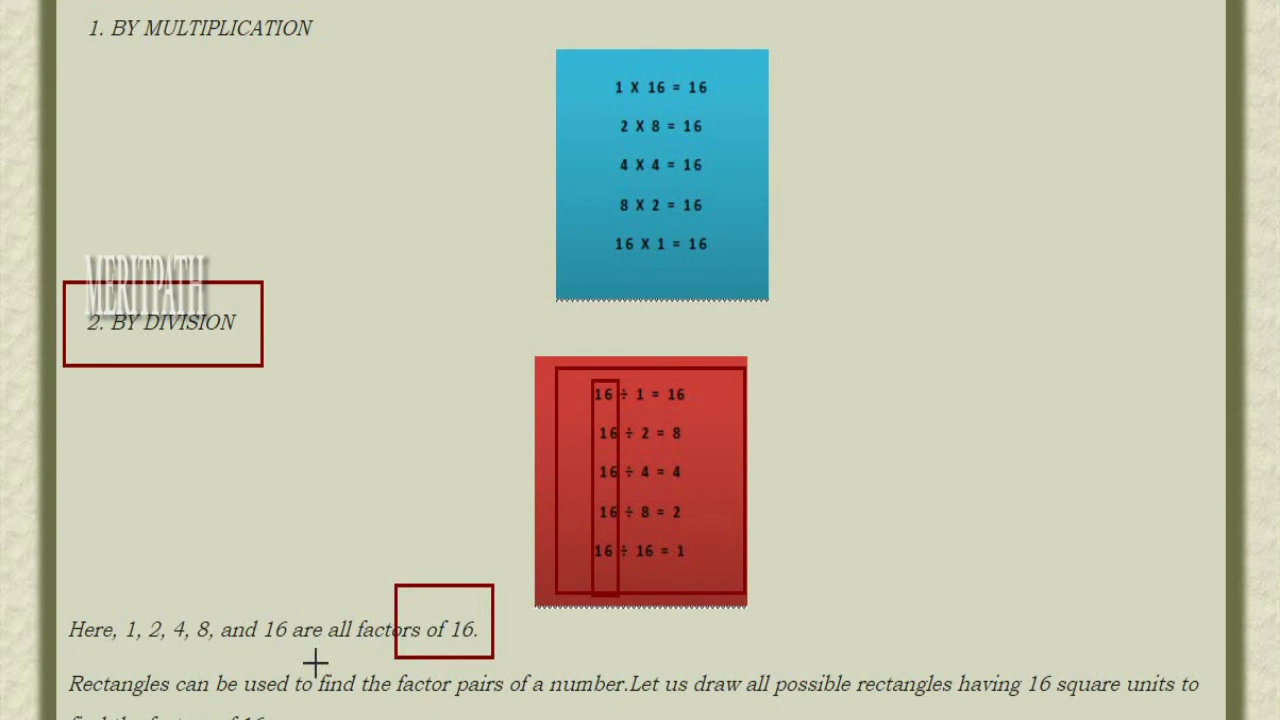 1. BY MULTIPLICATION
1 X 16 = 16
2 X 8 = 16
4 X 4 = 16
8 X 2 = 16
16 X 1 = 16
MERITPATH
2. BY DIVISION
16 ÷ 1 = 16
16 ÷ 2 = 8
16 ÷ 4 = 4
16 ÷ 8 = 2
16 ÷ 16 = 1
Here, 1, 2, 4, 8, and 16 are all factors of 16.
Rectangles can be used to find the factor pairs of a number.Let us draw all possible rectangles having 16 square units to